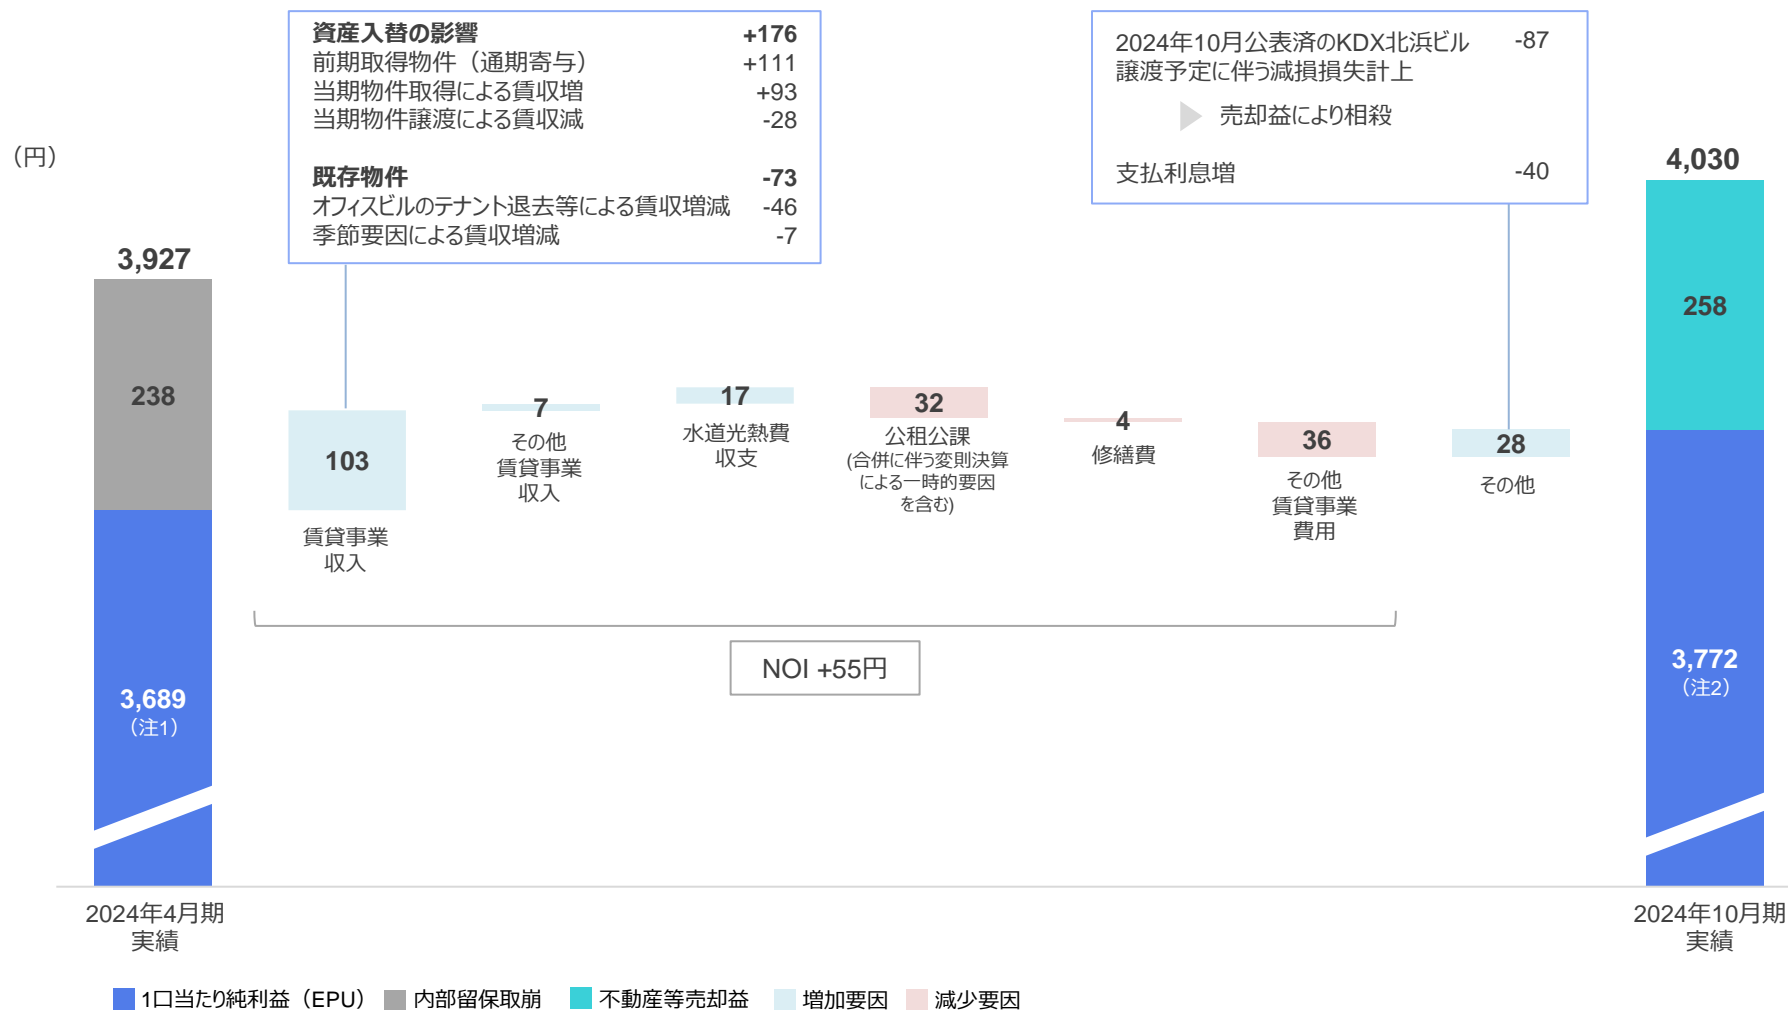 資産入替の影響 +176
前期取得物件（通期寄与） +111
当期物件取得による賃収増 +93
当期物件譲渡による賃収減 -28
既存物件 -73
オフィスビルのテナント退去等による賃収増減 -46
季節要因による賃収増減 -7
2024年10月公表済のKDX北浜ビル -87
譲渡予定に伴う減損損失計上
売却益により相殺
支払利息増 -40
（円）
3,927
238
3,689
（注1）
103
賃貸事業
収入
7
その他
賃貸事業
収入
17
水道光熱費
収支
32
公租公課
(合併に伴う変則決算
による一時的要因
を含む)
4
修繕費
36
その他
賃貸事業
費用
28
その他
4,030
258
3,772
（注2）
NOI +55円
2024年4月期
実績
2024年10月期
実績
1口当たり純利益（EPU） 内部留保取崩 不動産等売却益 増加要因 減少要因